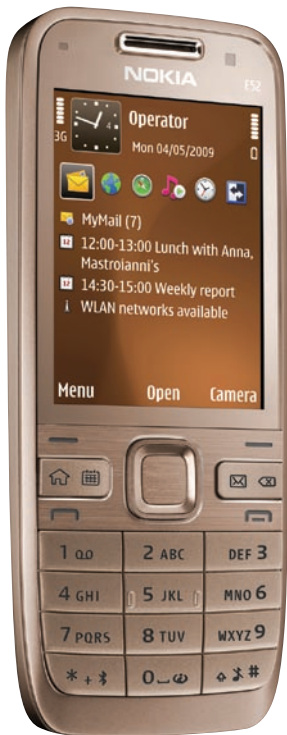 NOKIA
E52
3G
Operator
Mon 04/05/2009
MyMail (7)
12:00-13:00 Lunch with Anna,
Mastroianni's
14:30-15:00 Weekly report
WLAN networks available
Menu Open Camera
1 2 ABC DEF 3
4 GHI 5 JKL MNO 6
7 PQRS 8 TUV WXYZ 9
* + 0 #